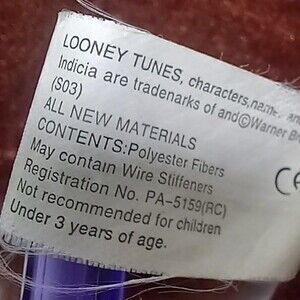 LOONEY TUNES, characters, names, and
Indicia are trademarks of and©Warner Br
(S03)
ALL NEW MATERIALS
CONTENTS:Polyester Fibers
May contain Wire Stiffeners
Registration No. PA-5159(RC)
Not recommended for children
Under 3 years of age.
CE